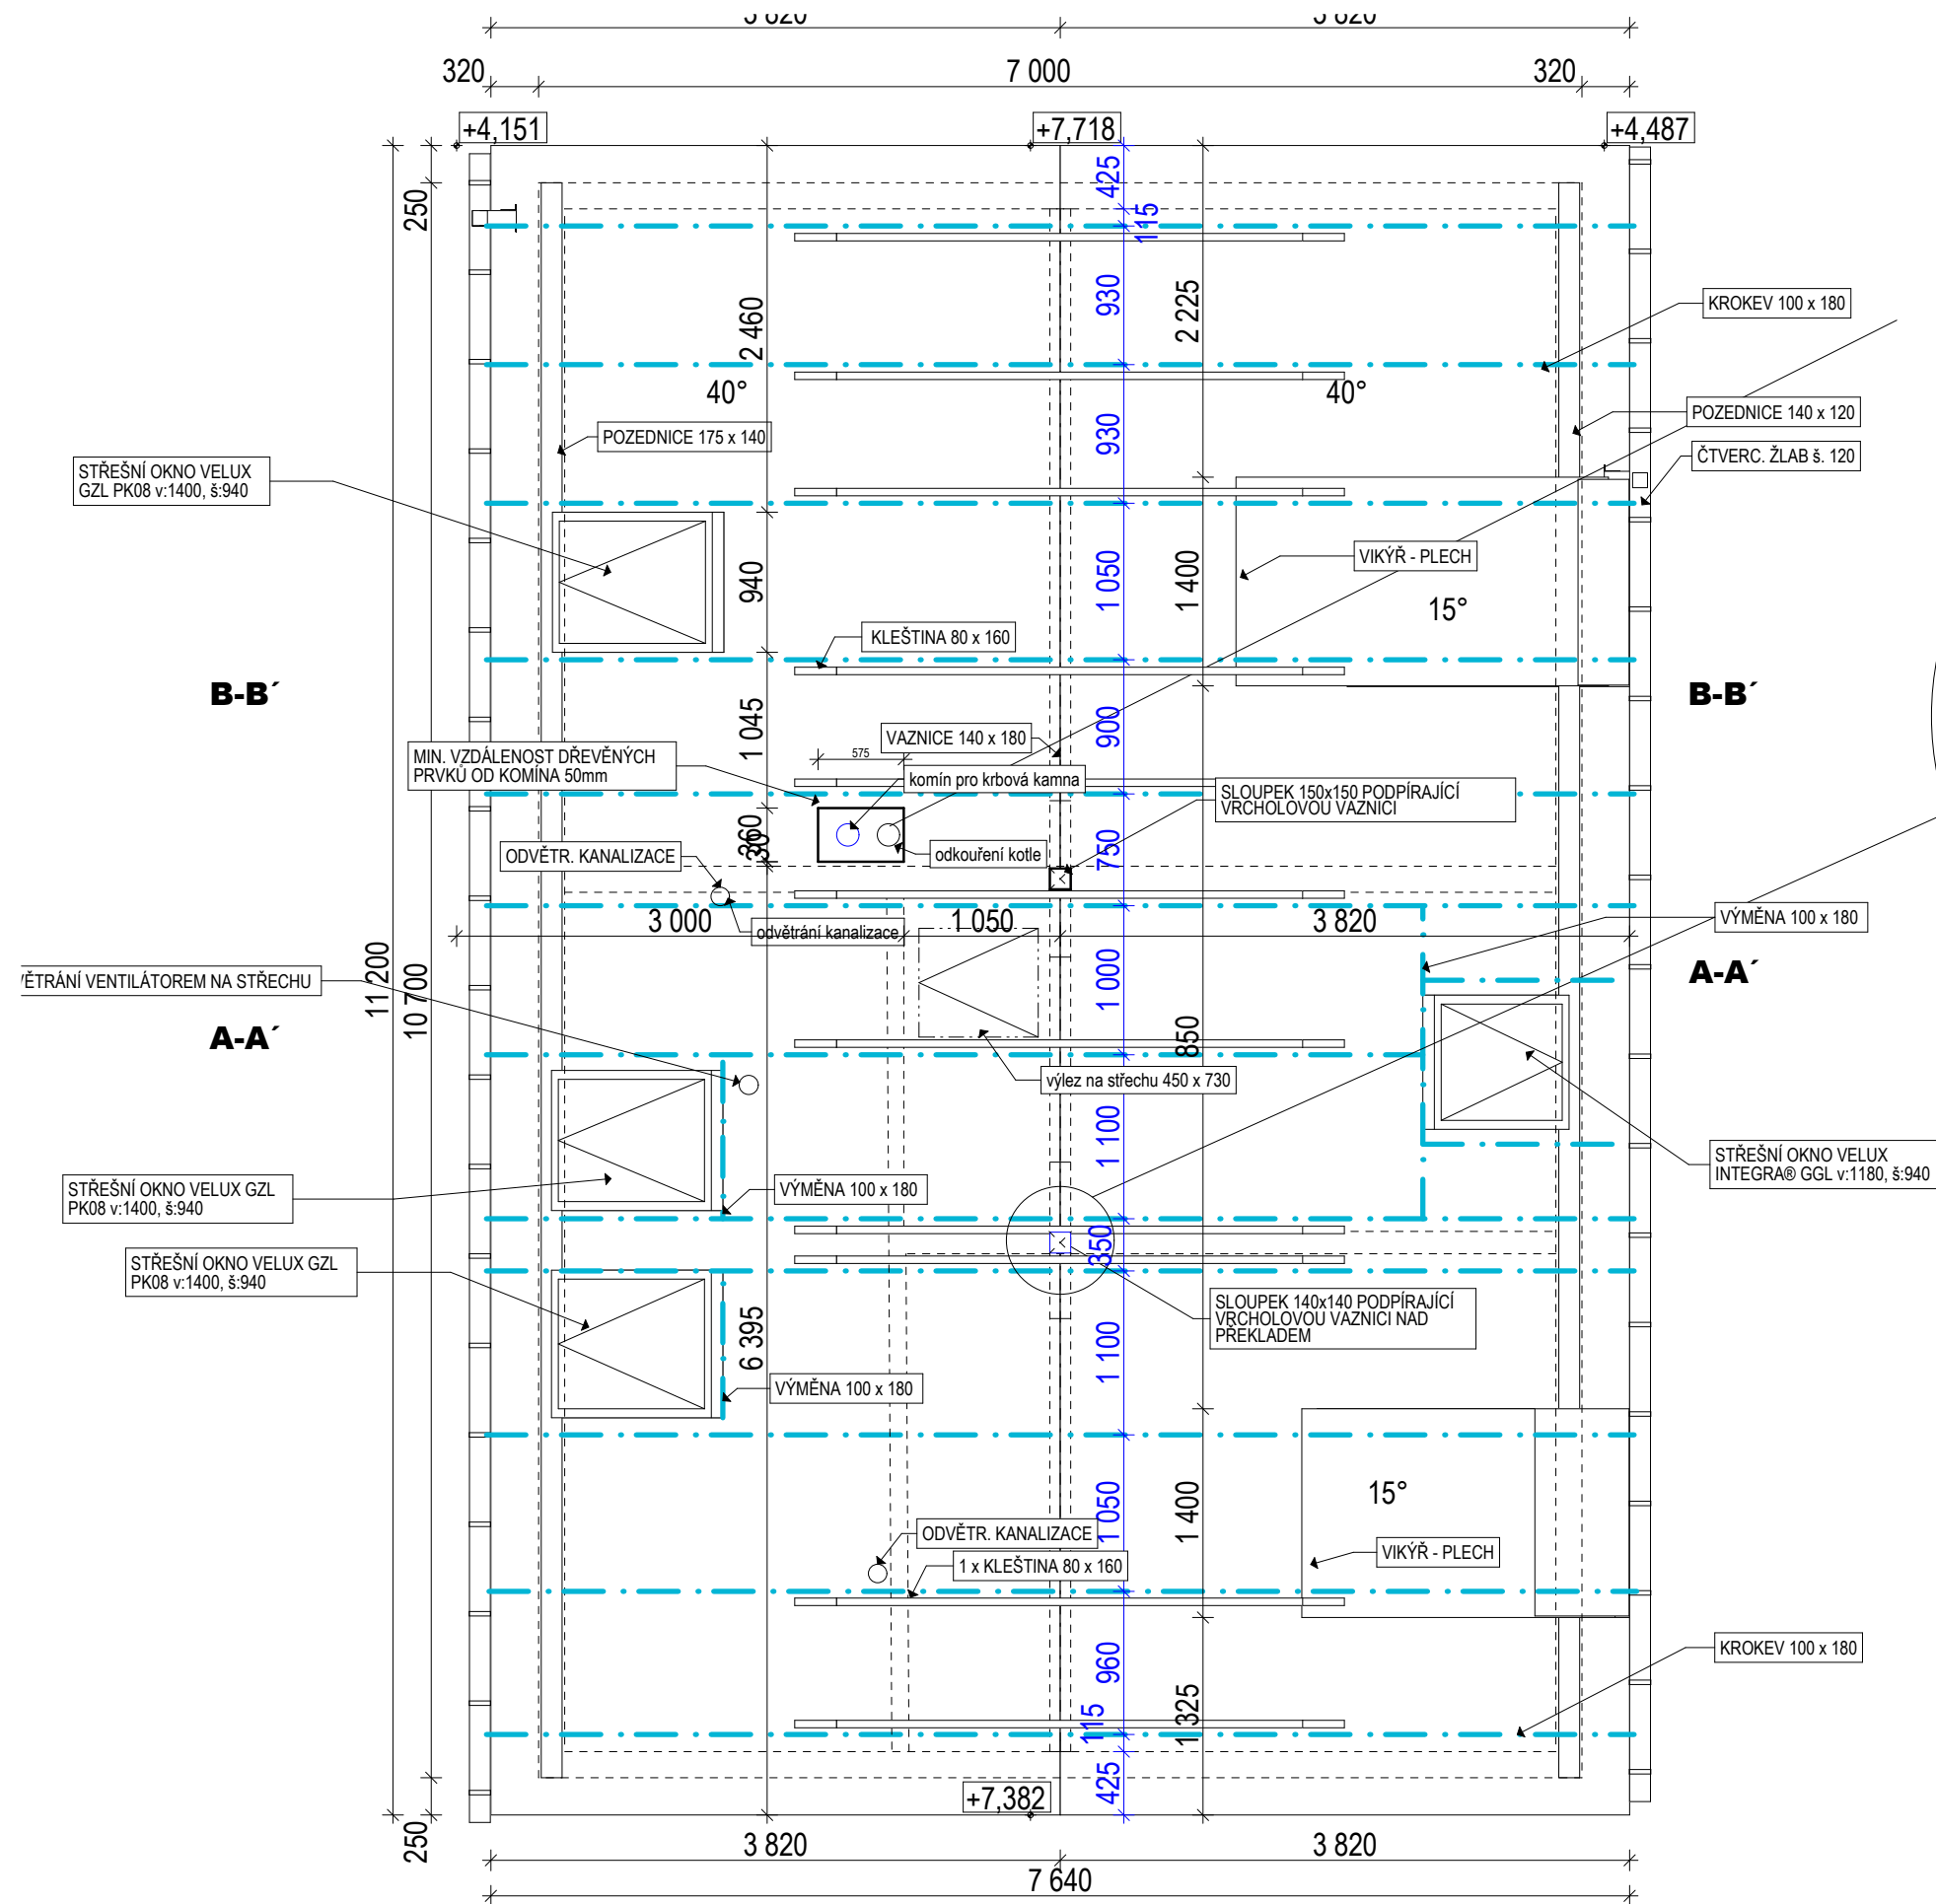 3 820
3 820
320
7 000
320
+4,151
+7,718
+4,487
425
115
250
930
2 460
2 225
KROKEV 100 x 180
40°
40°
POZEDNICE 140 x 120
POZEDNICE 175 x 140
930
ČTVERC. ŽLAB š. 120
STŘEŠNÍ OKNO VELUX
GZL PK08 v:1400, š:940
VIKÝŘ - PLECH
940
1 050
1 400
15°
KLEŠTINA 80 x 160
B-B´
B-B´
1 045
900
VAZNICE 140 x 180
MIN. VZDÁLENOST DŘEVĚNÝCH
PRVKŮ OD KOMÍNA 50mm
575
komín pro krbová kamna
SLOUPEK 150x150 PODPÍRAJÍCÍ
VRCHOLOVOU VAZNICI
360
30
750
ODVĚTR. KANALIZACE
odkouření kotle
3 000
1 050
3 820
VÝMĚNA 100 x 180
odvětrání kanalizace
11 200
10 700
VĚTRÁNÍ VENTILÁTOREM NA STŘECHU
1 000
A-A´
A-A´
850
výlez na střechu 450 x 730
1 100
STŘEŠNÍ OKNO VELUX
INTEGRA® GGL v:1180, š:940
STŘEŠNÍ OKNO VELUX GZL
PK08 v:1400, š:940
VÝMĚNA 100 x 180
350
STŘEŠNÍ OKNO VELUX GZL
PK08 v:1400, š:940
SLOUPEK 140x140 PODPÍRAJÍCÍ
VRCHOLOVOU VAZNICI NAD
PŘEKLADEM
6 395
1 100
VÝMĚNA 100 x 180
15°
1 050
1 400
ODVĚTR. KANALIZACE
VIKÝŘ - PLECH
1 x KLEŠTINA 80 x 160
960
KROKEV 100 x 180
115
1 325
425
+7,382
250
3 820
3 820
7 640